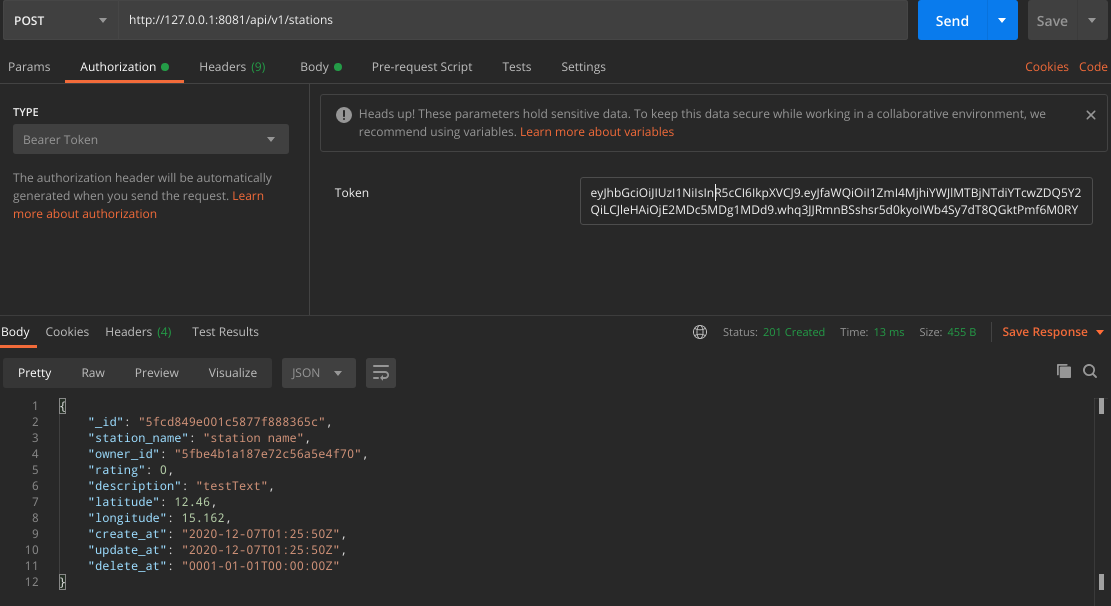 POST http://127.0.0.1:8081/api/v1/stations Send Save
Params Authorization Headers (9) Body Pre-request Script Tests Settings Cookies Code
TYPE
Bearer Token
The authorization header will be automatically
generated when you send the request. Learn
more about authorization
Heads up! These parameters hold sensitive data. To keep this data secure while working in a collaborative environment, we
recommend using variables. Learn more about variables
Token
eyJhbGciOiJIUzI1NiIsInR5cCI6IkpXVCJ9.eyJfaWQiOiI1ZmI4MjhiYWJlMTBjNTdiYTcwZDQ5Y2
QiLCJleHAiOjE2MDc5MDg1MDd9.whq3JJRmnBSshsr5d0kyoIWb4Sy7dT8QGktPmf6M0RY
Body Cookies Headers (4) Test Results Status: 201 Created Time: 13 ms Size: 455 B Save Response
Pretty Raw Preview Visualize JSON
1 {
2 "_id": "5fcd849e001c5877f888365c",
3 "station_name": "station name",
4 "owner_id": "5fbe4b1a187e72c56a5e4f70",
5 "rating": 0,
6 "description": "testText",
7 "latitude": 12.46,
8 "longitude": 15.162,
9 "create_at": "2020-12-07T01:25:50Z",
10 "update_at": "2020-12-07T01:25:50Z",
11 "delete_at": "0001-01-01T00:00:00Z"
12 }